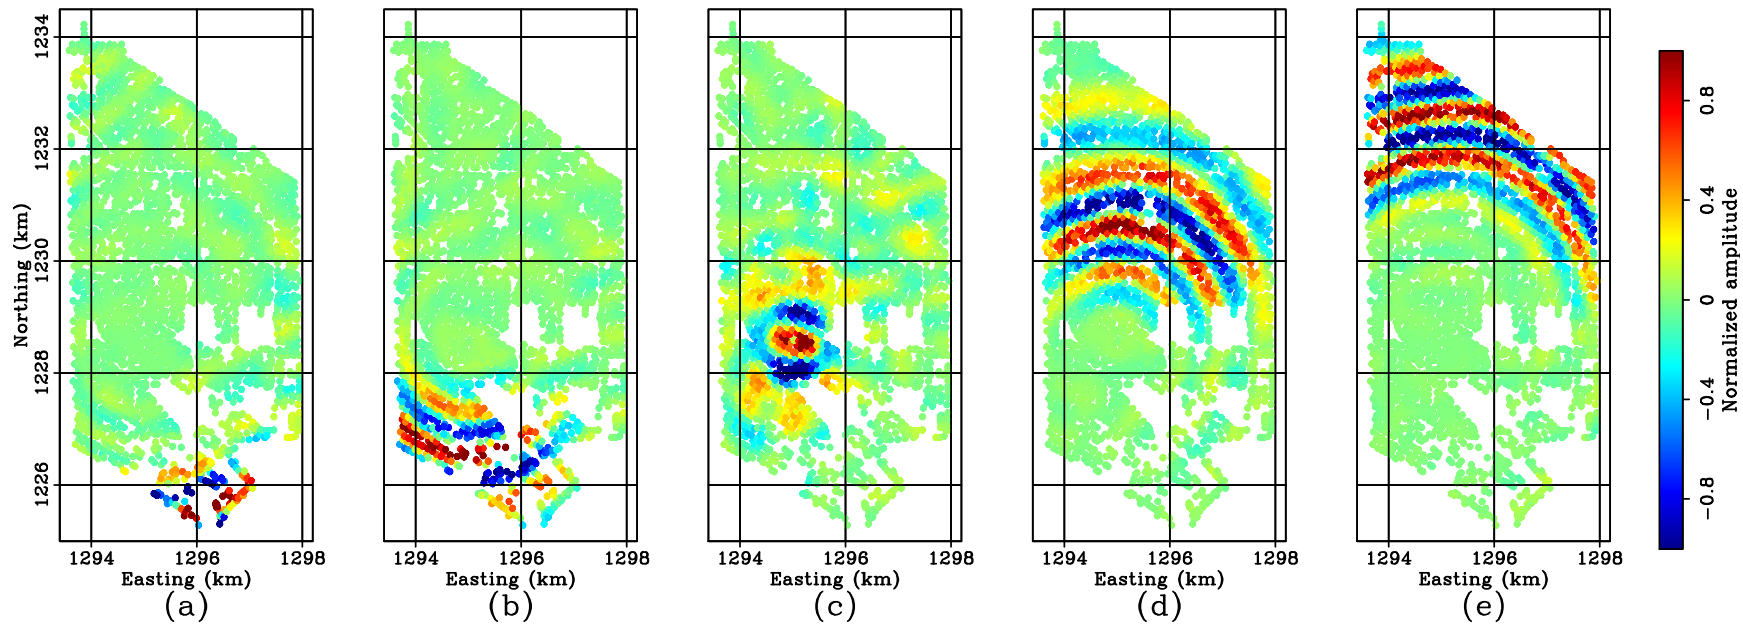 1234
1232
1230
1228
1226
Northing (km)
1294 1296 1298
Easting (km)
(a)
1294 1296 1298
Easting (km)
(b)
1294 1296 1298
Easting (km)
(c)
1294 1296 1298
Easting (km)
(d)
1294 1296 1298
Easting (km)
(e)
0.8
0.4
0
−0.4
−0.8
Normalized amplitude